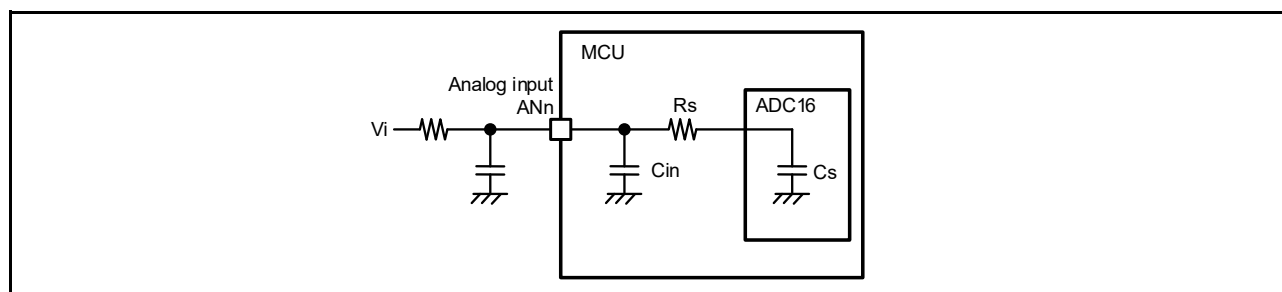 MCU
Analog input
ANn
Rs
ADC16
Vi
Cin
Cs